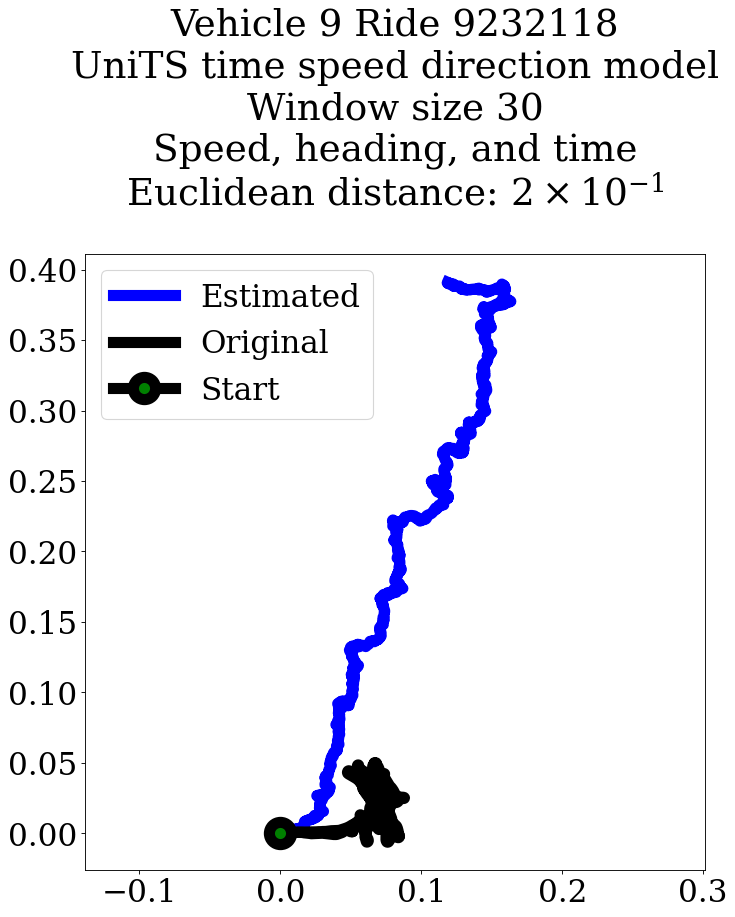 Vehicle 9 Ride 9232118
UniTS time speed direction model
Window size 30
Speed, heading, and time
Euclidean distance: 2 × 10⁻¹
0.40
0.35
0.30
0.25
0.20
0.15
0.10
0.05
0.00
Estimated
Original
Start
−0.1 0.0 0.1 0.2 0.3